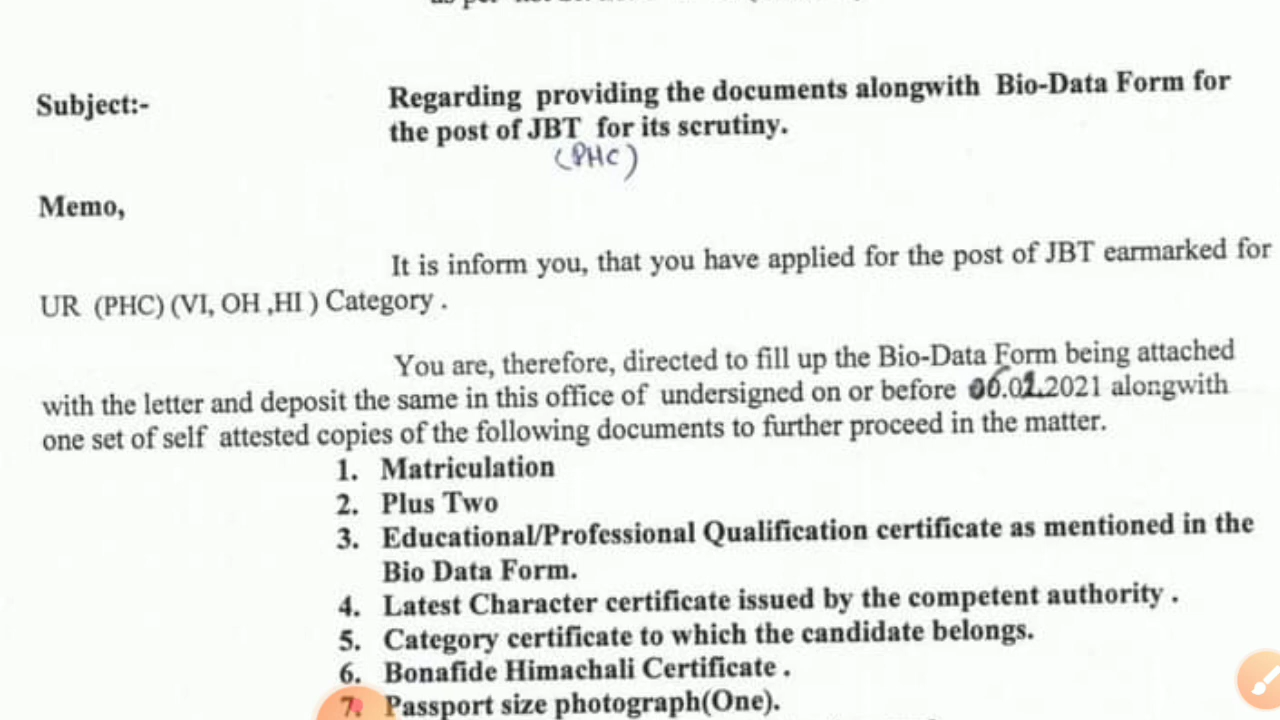 as per
Subject:- Regarding providing the documents alongwith Bio-Data Form for
the post of JBT for its scrutiny.
(PHC)
Memo,
It is inform you, that you have applied for the post of JBT earmarked for
UR (PHC) (VI, OH ,HI ) Category .
You are, therefore, directed to fill up the Bio-Data Form being attached
with the letter and deposit the same in this office of undersigned on or before 06.02.2021 alongwith
one set of self attested copies of the following documents to further proceed in the matter.
1. Matriculation
2. Plus Two
3. Educational/Professional Qualification certificate as mentioned in the
Bio Data Form.
4. Latest Character certificate issued by the competent authority .
5. Category certificate to which the candidate belongs.
6. Bonafide Himachali Certificate .
7. Passport size photograph(One).